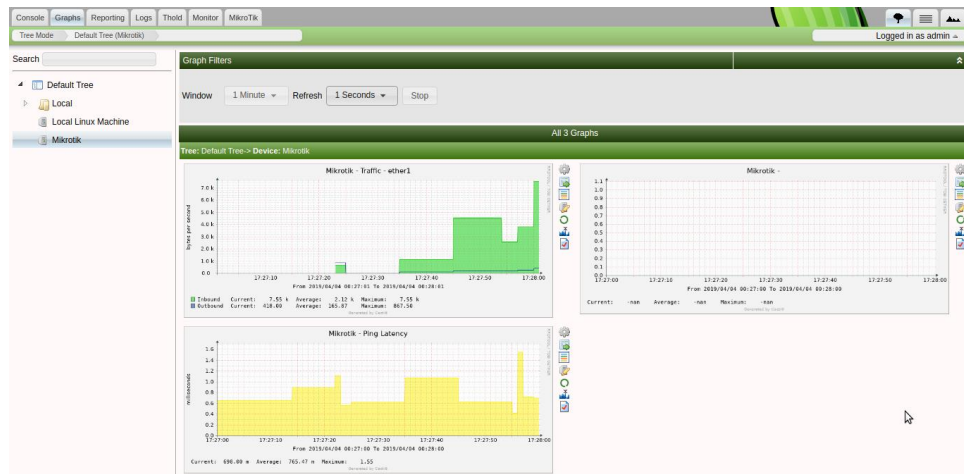 Console Graphs Reporting Logs Thold Monitor MikroTik
Tree Mode Default Tree (Mikrotik) Logged in as admin
Search
Default Tree
Local
Local Linux Machine
Mikrotik
Graph Filters
Window 1 Minute Refresh 1 Seconds Stop
All 3 Graphs
Tree: Default Tree-> Device: Mikrotik
Mikrotik - Traffic - ether1
bytes per second
7.0 k
6.0 k
5.0 k
4.0 k
3.0 k
2.0 k
1.0 k
0.0
17:27:10 17:27:20 17:27:30 17:27:40 17:27:50 17:28:00
From 2019/04/04 00:27:01 To 2019/04/04 00:28:01
Inbound Current: 7.55 k Average: 2.12 k Maximum: 7.55 k
Outbound Current: 418.00 Average: 165.87 Maximum: 867.50
Generated by Cacti®
Mikrotik -
1.1
1.0
0.9
0.8
0.7
0.6
0.5
0.4
0.3
0.2
0.1
0.0
17:27:00 17:27:10 17:27:20 17:27:30 17:27:40 17:27:50 17:28:00
From 2019/04/04 00:27:00 To 2019/04/04 00:28:00
Current: -nan Average: -nan Maximum: -nan
Generated by Cacti®
Mikrotik - Ping Latency
milliseconds
1.6
1.4
1.2
1.0
0.8
0.6
0.4
0.2
0.0
17:27:00 17:27:10 17:27:20 17:27:30 17:27:40 17:27:50 17:28:00
From 2019/04/04 00:27:00 To 2019/04/04 00:28:00
Current: 690.00 m Average: 765.47 m Maximum: 1.55
Generated by Cacti®